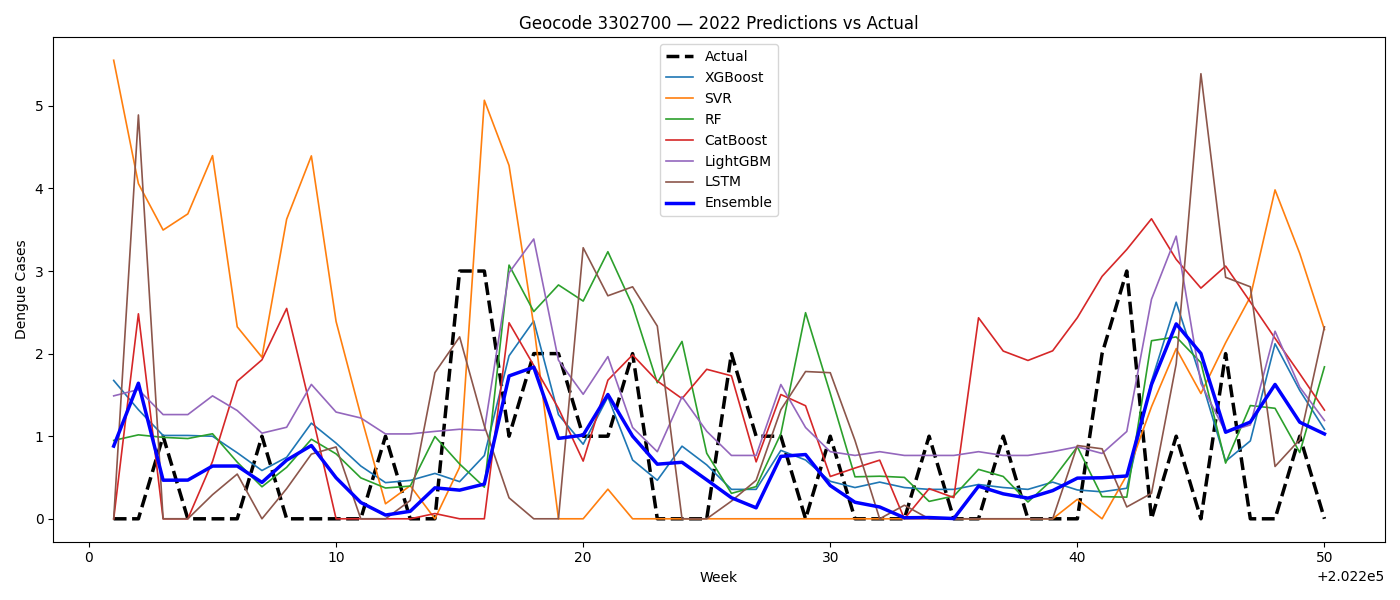 Geocode 3302700 — 2022 Predictions vs Actual
Actual
XGBoost
SVR
RF
CatBoost
LightGBM
LSTM
Ensemble
Dengue Cases
5
4
3
2
1
0
0 10 20 30 40 50
Week
+2.022e5